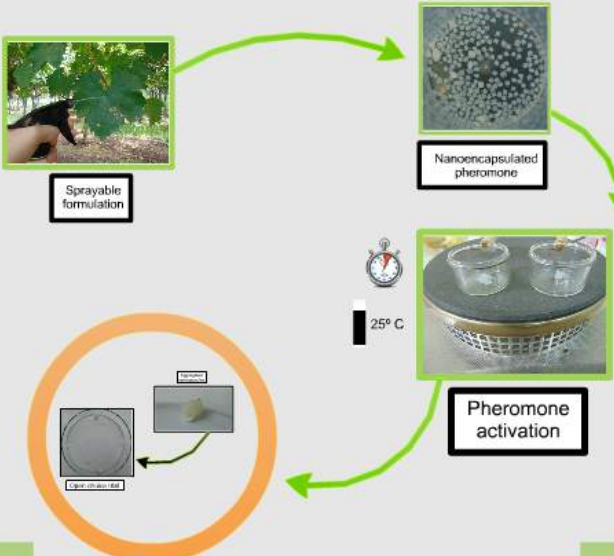 Sprayable
formulation
Nanoencapsulated
pheromone
25º C
Pheromone
activation